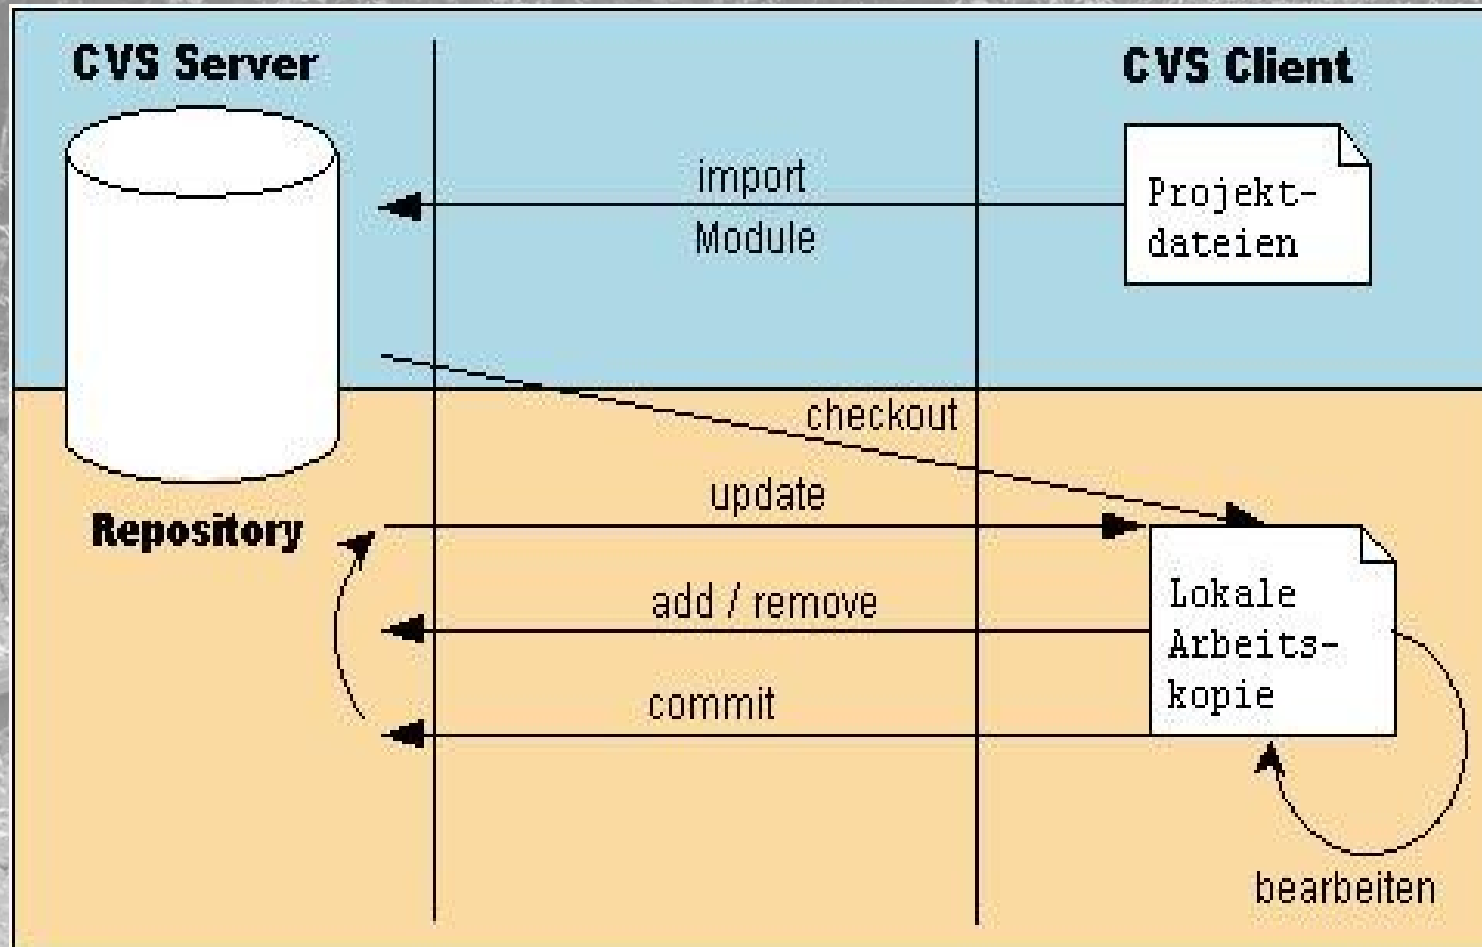 CVS Server
CVS Client
import
Module
Projekt-
dateien
checkout
update
Repository
add / remove
Lokale
Arbeits-
kopie
commit
bearbeiten